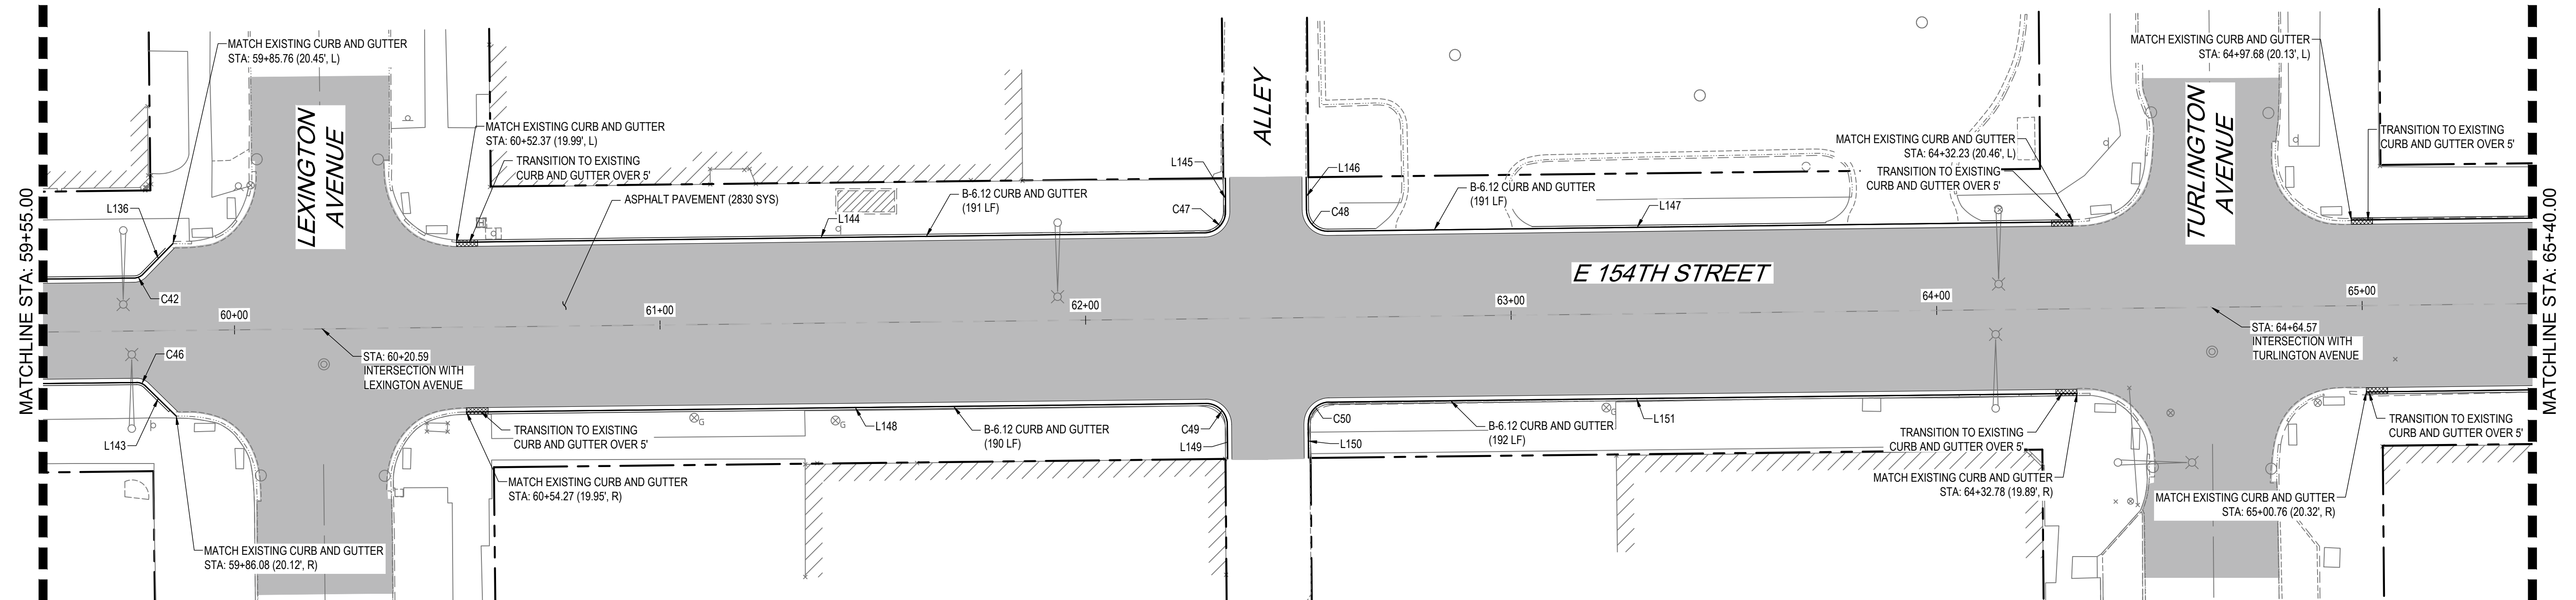 MATCHLINE STA: 59+55.00
MATCH EXISTING CURB AND GUTTER
STA: 59+85.76 (20.45', L)
LEXINGTON
AVENUE
L136
C42
60+00
C46
L143
STA: 60+20.59
INTERSECTION WITH
LEXINGTON AVENUE
MATCH EXISTING CURB AND GUTTER
STA: 59+86.08 (20.12', R)
MATCH EXISTING CURB AND GUTTER
STA: 60+52.37 (19.99', L)
TRANSITION TO EXISTING
CURB AND GUTTER OVER 5'
ASPHALT PAVEMENT (2830 SYS)
L144
B-6.12 CURB AND GUTTER
(191 LF)
61+00
62+00
TRANSITION TO EXISTING
CURB AND GUTTER OVER 5'
MATCH EXISTING CURB AND GUTTER
STA: 60+54.27 (19.95', R)
G
G
L148
B-6.12 CURB AND GUTTER
(190 LF)
ALLEY
L145
C47
L146
C48
C49
L149
C50
L150
B-6.12 CURB AND GUTTER
(191 LF)
L147
E 154TH STREET
63+00
64+00
B-6.12 CURB AND GUTTER
(192 LF)
G
L151
MATCH EXISTING CURB AND GUTTER
STA: 64+32.23 (20.46', L)
TRANSITION TO EXISTING
CURB AND GUTTER OVER 5'
TRANSITION TO EXISTING
CURB AND GUTTER OVER 5'
MATCH EXISTING CURB AND GUTTER
STA: 64+32.78 (19.89', R)
MATCH EXISTING CURB AND GUTTER
STA: 64+97.68 (20.13', L)
TURLINGTON
AVENUE
TRANSITION TO EXISTING
CURB AND GUTTER OVER 5'
65+00
STA: 64+64.57
INTERSECTION WITH
TURLINGTON AVENUE
TRANSITION TO EXISTING
CURB AND GUTTER OVER 5'
MATCH EXISTING CURB AND GUTTER
STA: 65+00.76 (20.32', R)
MATCHLINE STA: 65+40.00